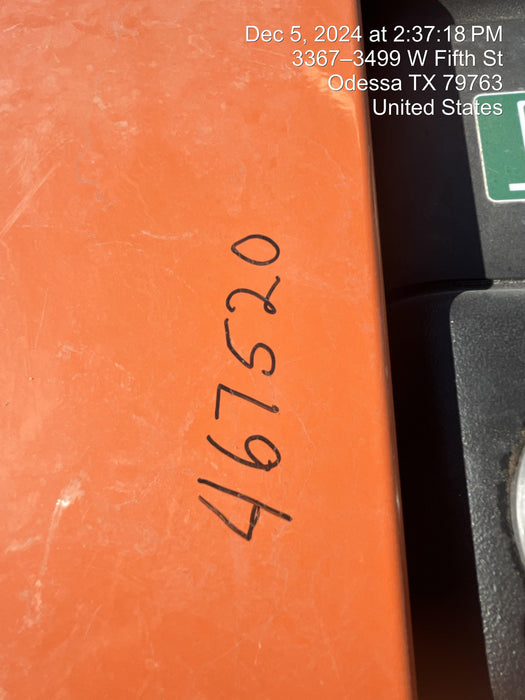 Dec 5, 2024 at 2:37:18 PM
3367–3499 W Fifth St
Odessa TX 79763
United States
467520